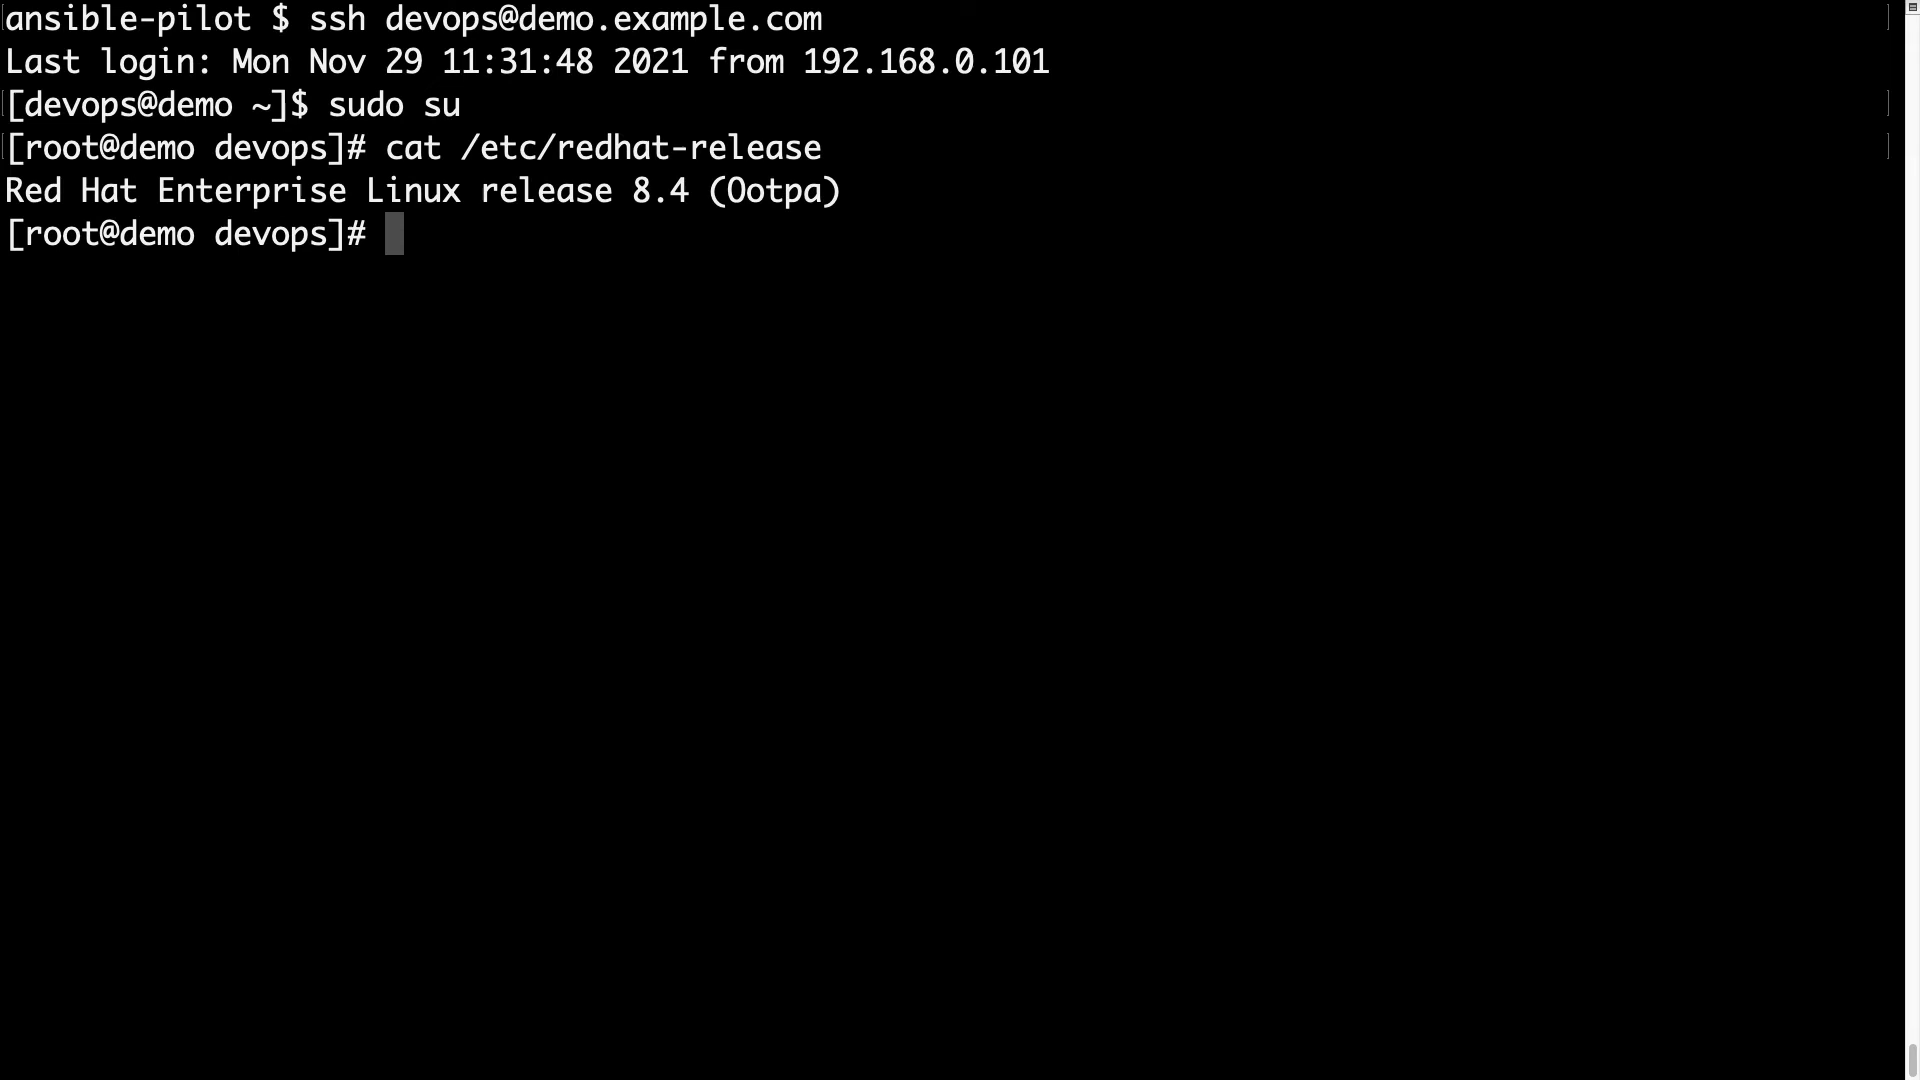 ansible-pilot $ ssh devops@demo.example.com
Last login: Mon Nov 29 11:31:48 2021 from 192.168.0.101
[devops@demo ~]$ sudo su
[root@demo devops]# cat /etc/redhat-release
Red Hat Enterprise Linux release 8.4 (Ootpa)
[root@demo devops]#